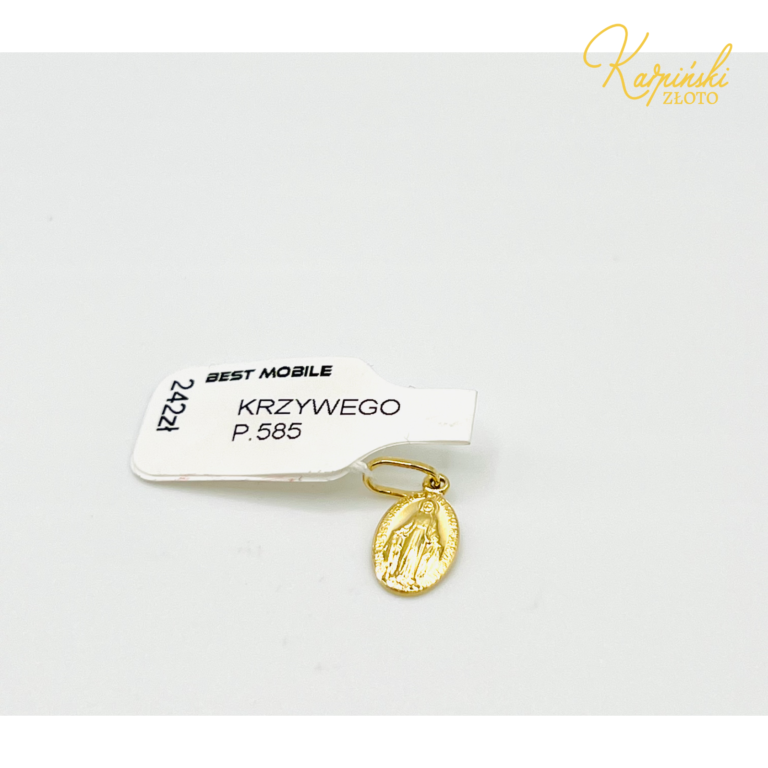 Karpiński
ZŁOTO
BEST MOBILE
242zł
KRZYWEGO
P.585